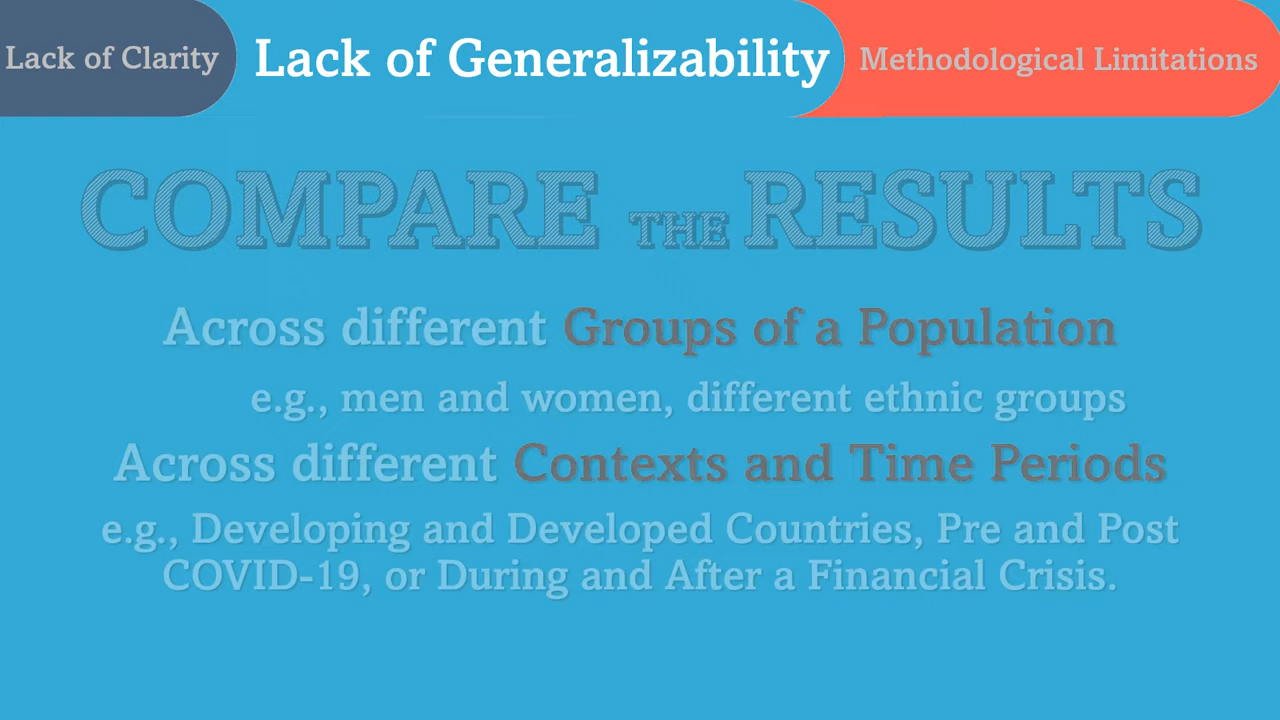 Lack of Clarity
Lack of Generalizability
Methodological Limitations
COMPARE THE RESULTS
Across different Groups of a Population
e.g., men and women, different ethnic groups
Across different Contexts and Time Periods
e.g., Developing and Developed Countries, Pre and Post
COVID-19, or During and After a Financial Crisis.